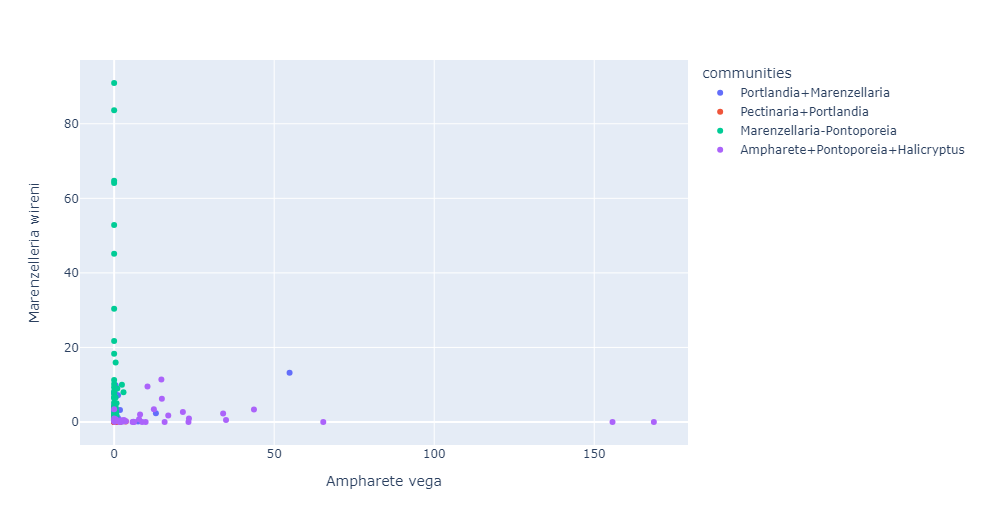 communities
Portlandia+Marenzellaria
Pectinaria+Portlandia
Marenzellaria-Pontoporeia
Ampharete+Pontoporeia+Halicryptus
Marenzelleria wireni
80
60
40
20
0
0
50
100
150
Ampharete vega